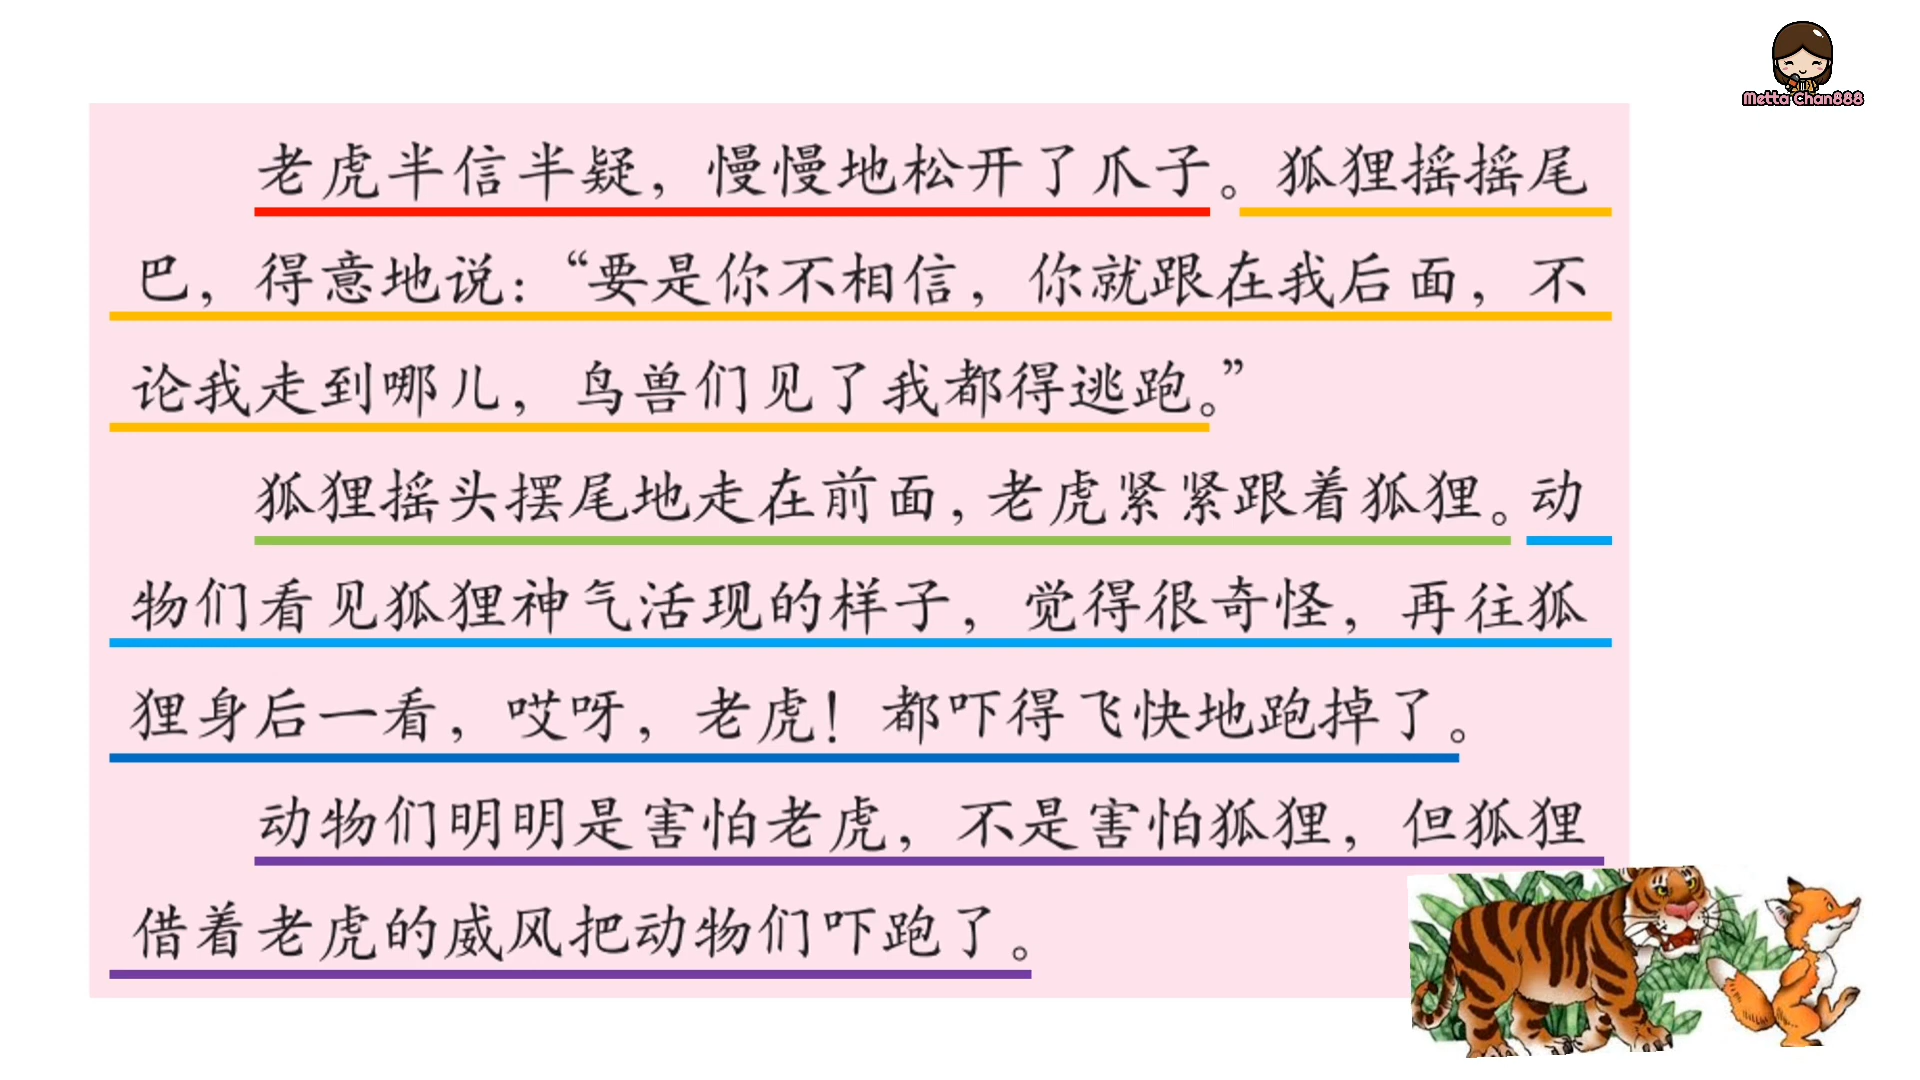 Metta Chan888
老虎半信半疑，慢慢地松开了爪子。狐狸摇摇尾
巴，得意地说：“要是你不相信，你就跟在我后面，不
论我走到哪儿，鸟兽们见了我都得逃跑。”
狐狸摇头摆尾地走在前面，老虎紧紧跟着狐狸。动
物们看见狐狸神气活现的样子，觉得很奇怪，再往狐
狸身后一看，哎呀，老虎！都吓得飞快地跑掉了。
动物们明明是害怕老虎，不是害怕狐狸，但狐狸
借着老虎的威风把动物们吓跑了。